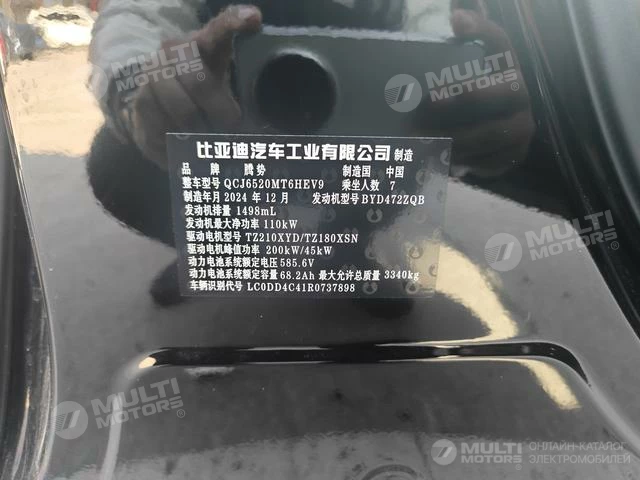 MULTI MOTORS
MULTI MOTORS
比亚迪汽车工业有限公司 制造
品 牌 腾势 制造国 中国
整车型号 QCJ6520MT6HEV9 乘坐人数 7
制造年月 2024 年 12 月 发动机型号 BYD472ZQB
发动机排量 1498mL
发动机最大净功率 110kW
驱动电机型号 TZ210XYD/TZ180XSN
驱动电机峰值功率 200kW/45kW
动力电池系统额定电压 585.6V
动力电池系统额定容量 68.2Ah 最大允许总质量 3340kg
车辆识别代号 LC0DD4C41R0737898
MULTI MOTORS
MULTI MOTORS
ОНЛАЙН-КАТАЛОГ
ЭЛЕКТРОМОБИЛЕЙ